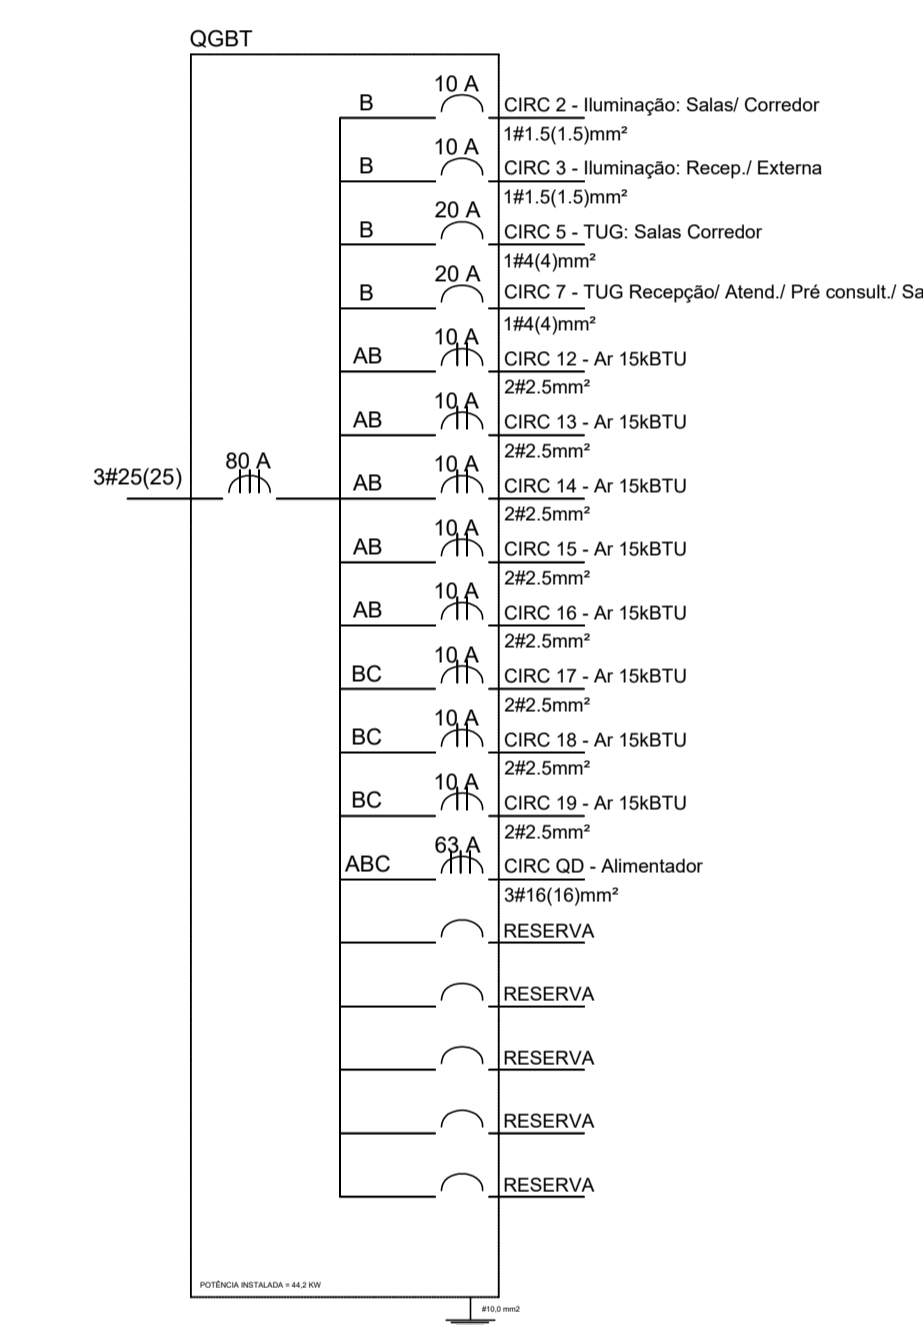 QGBT
10 A
B
CIRC 2 - Iluminação: Salas/ Corredor
1#1.5(1.5)mm²
10 A
B
CIRC 3 - Iluminação: Recep./ Externa
1#1.5(1.5)mm²
20 A
B
CIRC 5 - TUG: Salas Corredor
1#4(4)mm²
20 A
B
CIRC 7 - TUG Recepção/ Atend./ Pré consult./ Sa
1#4(4)mm²
10 A
AB
CIRC 12 - Ar 15kBTU
2#2.5mm²
10 A
AB
CIRC 13 - Ar 15kBTU
2#2.5mm²
3#25(25)
80 A
10 A
AB
CIRC 14 - Ar 15kBTU
2#2.5mm²
10 A
AB
CIRC 15 - Ar 15kBTU
2#2.5mm²
10 A
AB
CIRC 16 - Ar 15kBTU
2#2.5mm²
10 A
BC
CIRC 17 - Ar 15kBTU
2#2.5mm²
10 A
BC
CIRC 18 - Ar 15kBTU
2#2.5mm²
10 A
BC
CIRC 19 - Ar 15kBTU
2#2.5mm²
63 A
ABC
CIRC QD - Alimentador
3#16(16)mm²
RESERVA
RESERVA
RESERVA
RESERVA
RESERVA
POTÊNCIA INSTALADA = 44,2 KW
#10,0 mm2